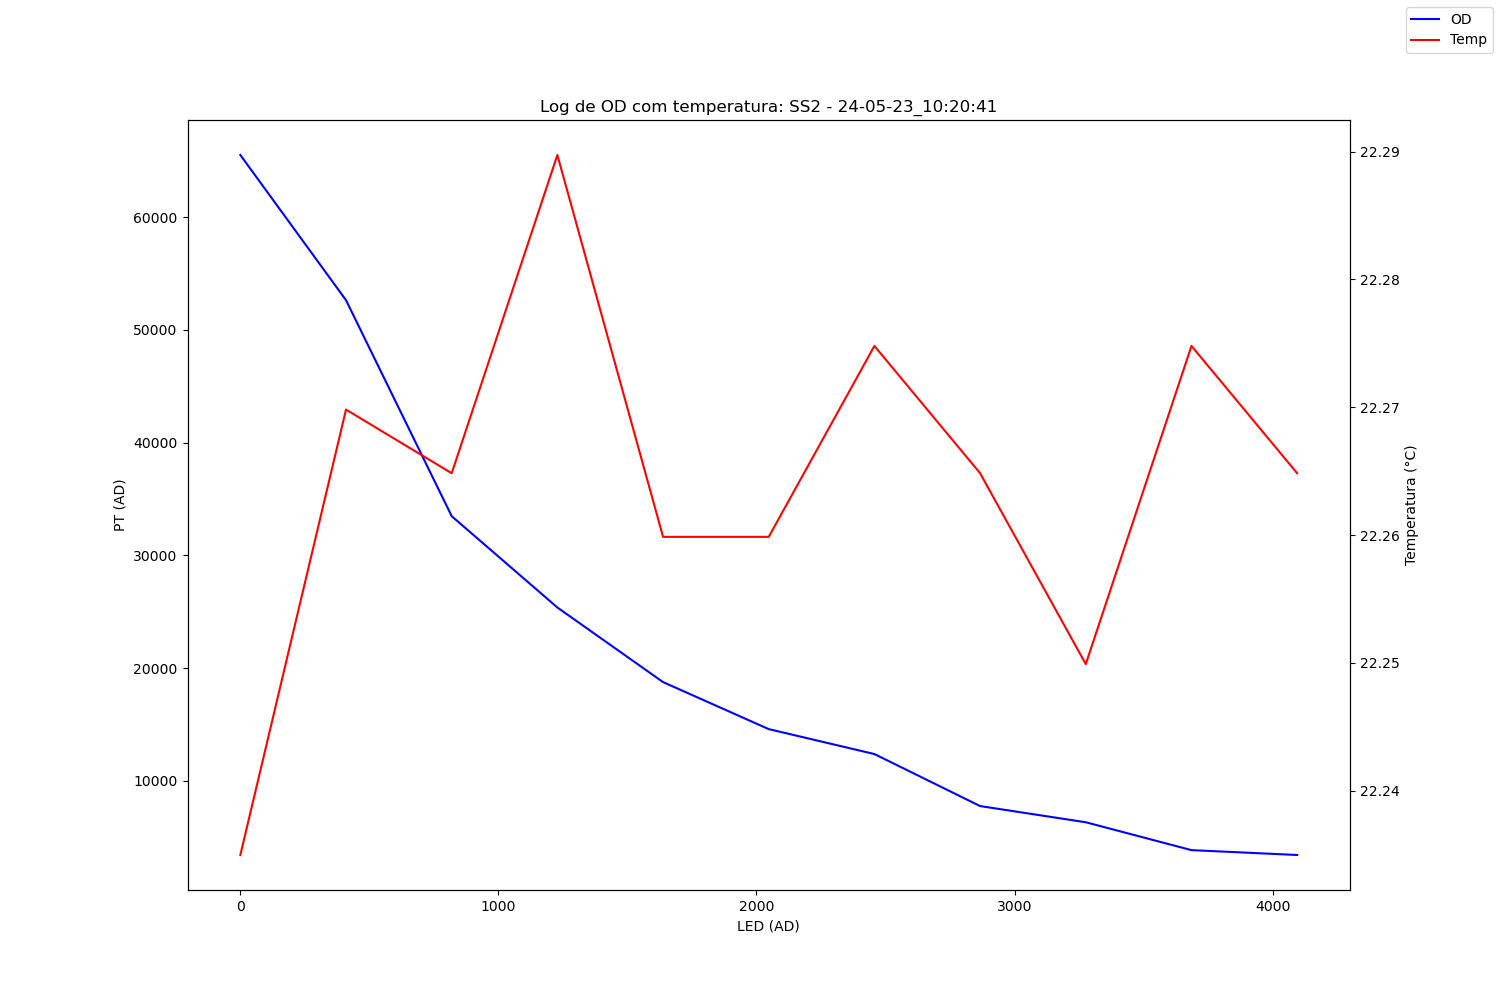 OD
Temp
Log de OD com temperatura: SS2 - 24-05-23_10:20:41
60000
50000
40000
30000
20000
10000
PT (AD)
22.29
22.28
22.27
22.26
22.25
22.24
Temperatura (°C)
0 1000 2000 3000 4000
LED (AD)